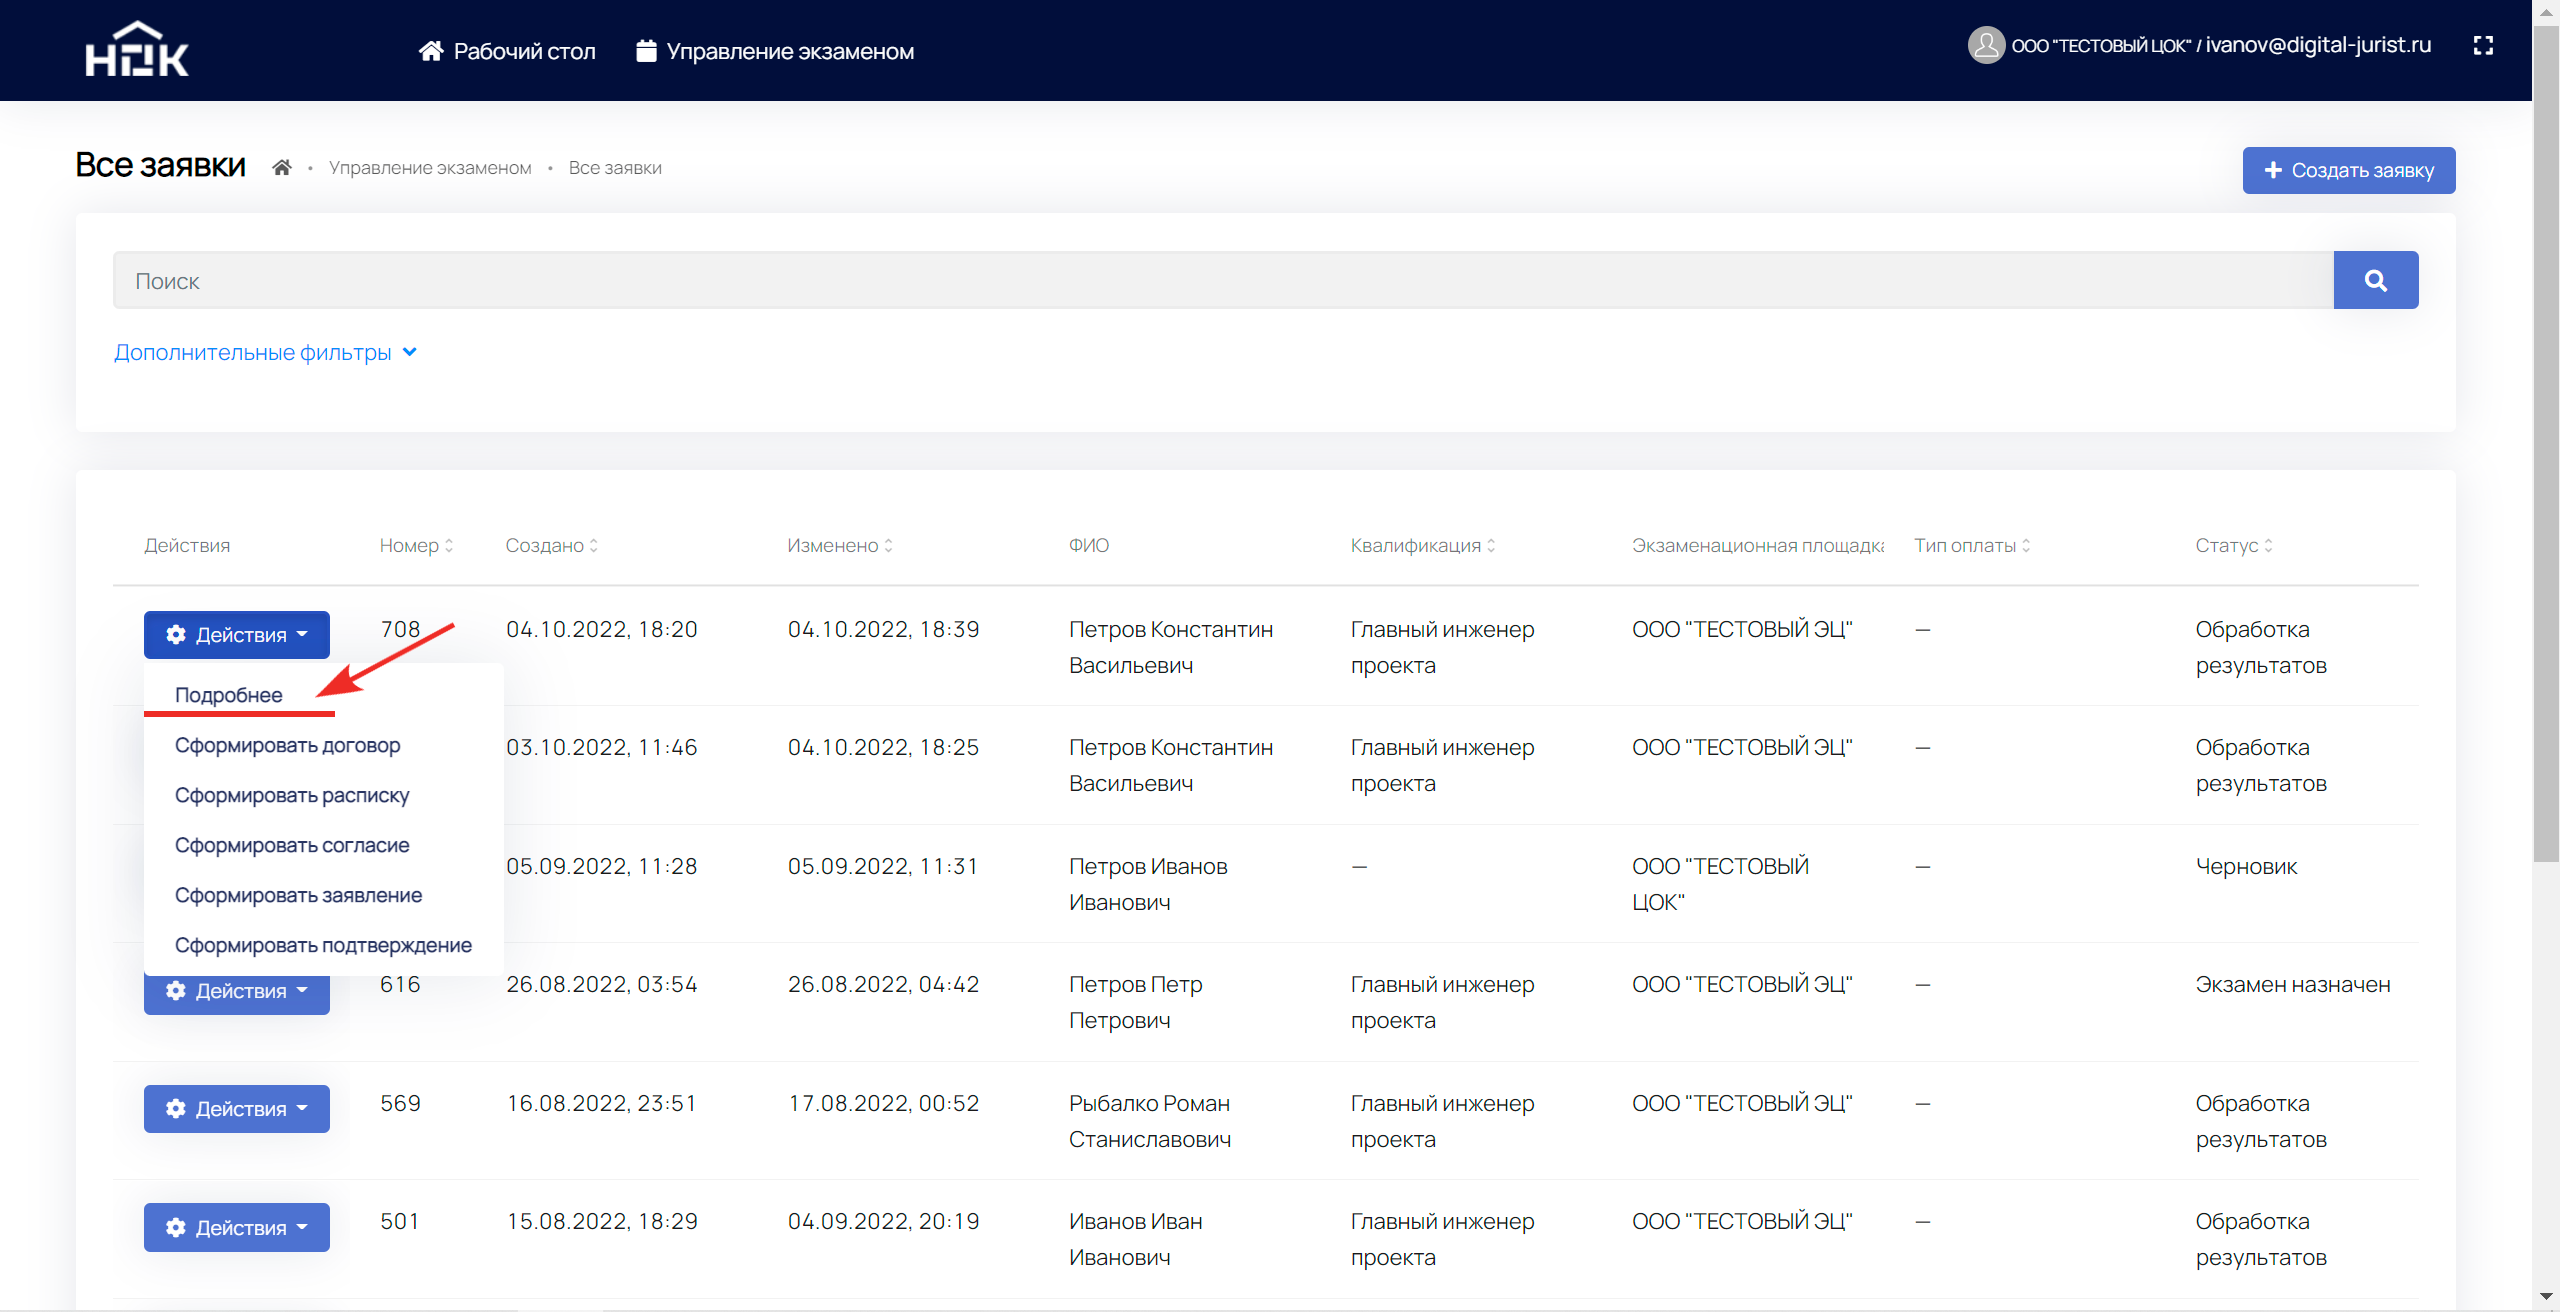 НОК
Рабочий стол
Управление экзаменом
ООО "ТЕСТОВЫЙ ЦОК" / ivanov@digital-jurist.ru
Все заявки
• Управление экзаменом • Все заявки
+ Создать заявку
Поиск
Дополнительные фильтры
Действия Номер Создано Изменено ФИО Квалификация Экзаменационная площадка Тип оплаты Статус
Действия 708 04.10.2022, 18:20 04.10.2022, 18:39 Петров Константин Главный инженер ООО "ТЕСТОВЫЙ ЭЦ" — Обработка
Васильевич проекта результатов
Подробнее
Сформировать договор 03.10.2022, 11:46 04.10.2022, 18:25 Петров Константин Главный инженер ООО "ТЕСТОВЫЙ ЭЦ" — Обработка
Васильевич проекта результатов
Сформировать расписку
Сформировать согласие
05.09.2022, 11:28 05.09.2022, 11:31 Петров Иванов — ООО "ТЕСТОВЫЙ — Черновик
Иванович ЦОК"
Сформировать заявление
Сформировать подтверждение
Действия 616 26.08.2022, 03:54 26.08.2022, 04:42 Петров Петр Главный инженер ООО "ТЕСТОВЫЙ ЭЦ" — Экзамен назначен
Петрович проекта
Действия 569 16.08.2022, 23:51 17.08.2022, 00:52 Рыбалко Роман Главный инженер ООО "ТЕСТОВЫЙ ЭЦ" — Обработка
Станиславович проекта результатов
Действия 501 15.08.2022, 18:29 04.09.2022, 20:19 Иванов Иван Главный инженер ООО "ТЕСТОВЫЙ ЭЦ" — Обработка
Иванович проекта результатов